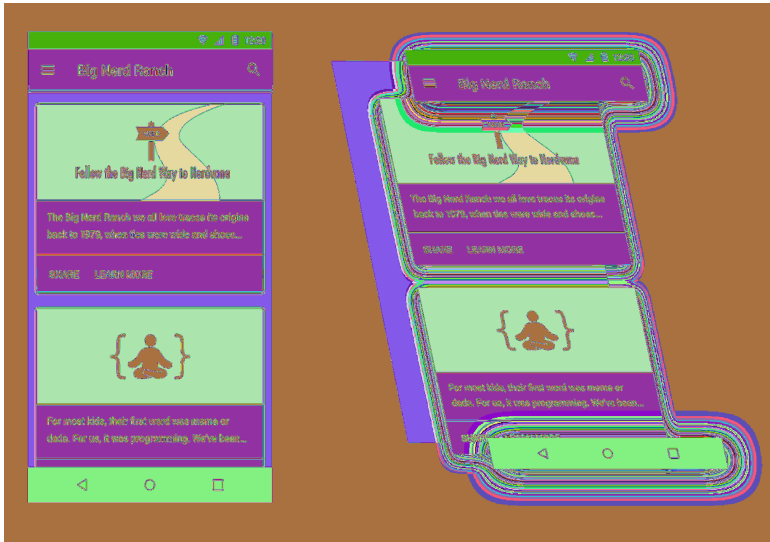 Big Nerd Ranch
Follow the Big Nerd Way to Nerdvana
The Big Nerd Ranch we all love traces its origins
back to 1979, when ties were wide and shoes...
SHARE LEARN MORE
For most kids, their first word was mama or
dada. For us, it was programming. We've been...
Big Nerd Ranch
Follow the Big Nerd Way to Nerdvana
The Big Nerd Ranch we all love traces its origins
back to 1979, when ties were wide and shoes...
SHARE LEARN MORE
For most kids, their first word was mama or
dada. For us, it was programming. We've been...